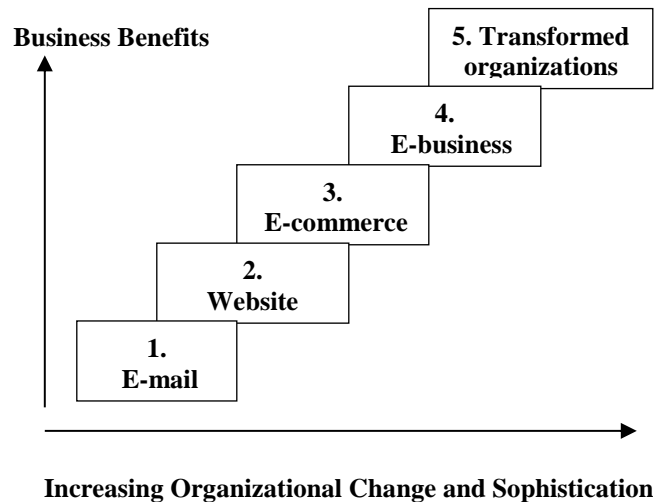 Business Benefits
5. Transformed
organizations
4.
E-business
3.
E-commerce
2.
Website
1.
E-mail
Increasing Organizational Change and Sophistication